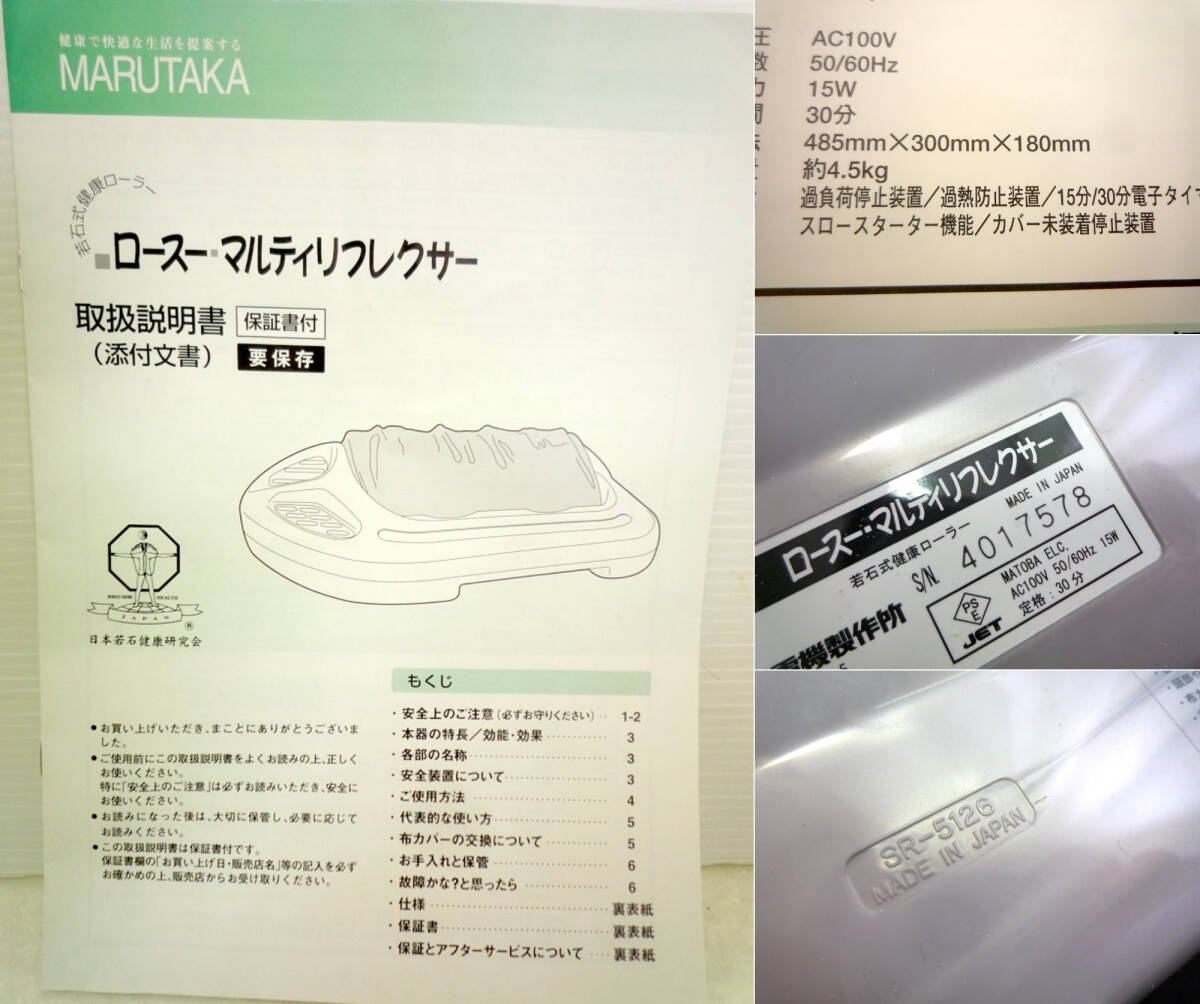 健康で快適な生活を提案する
MARUTAKA
若石式健康ローラー
ロースー・マルティリフレクサー
取扱説明書 保証書付
（添付文書） 要保存
JAPAN
®
日本若石健康研究会
● お買い上げいただき、まことにありがとうございま
した。
● ご使用前にこの取扱説明書をよくお読みの上、正しく
お使いください。
特に「安全上のご注意」は必ずお読みいただき、安全に
お使いください。
● お読みになった後は、大切に保管し、必要に応じて
お読みください。
● この取扱説明書は保証書付です。
保証書欄の「お買い上げ日・販売店名」等の記入を必ず
お確かめの上、販売店からお受け取りください。
もくじ
・安全上のご注意（必ずお守りください）‥ 1-2
・本器の特長／効能・効果 ………… 3
・各部の名称 ………… 3
・安全装置について ………… 3
・ご使用方法 ………… 4
・代表的な使い方 ………… 5
・布カバーの交換について ………… 5
・お手入れと保管 ………… 6
・故障かな？と思ったら ………… 6
・仕様 ………… 裏表紙
・保証書 ………… 裏表紙
・保証とアフターサービスについて …… 裏表紙
圧 AC100V
数 50/60Hz
力 15W
間 30分
法 485mm×300mm×180mm
約4.5kg
過負荷停止装置／過熱防止装置／15分/30分電子タイマ
スロースターター機能／カバー未装着停止装置
ロースー・マルティリフレクサー
若石式健康ローラー MADE IN JAPAN
S/N. 4017578
PSE
JET
MATOBA ELC.
AC100V 50/60Hz 15W
定格：30分
電機製作所
SR-5126
MADE IN JAPAN